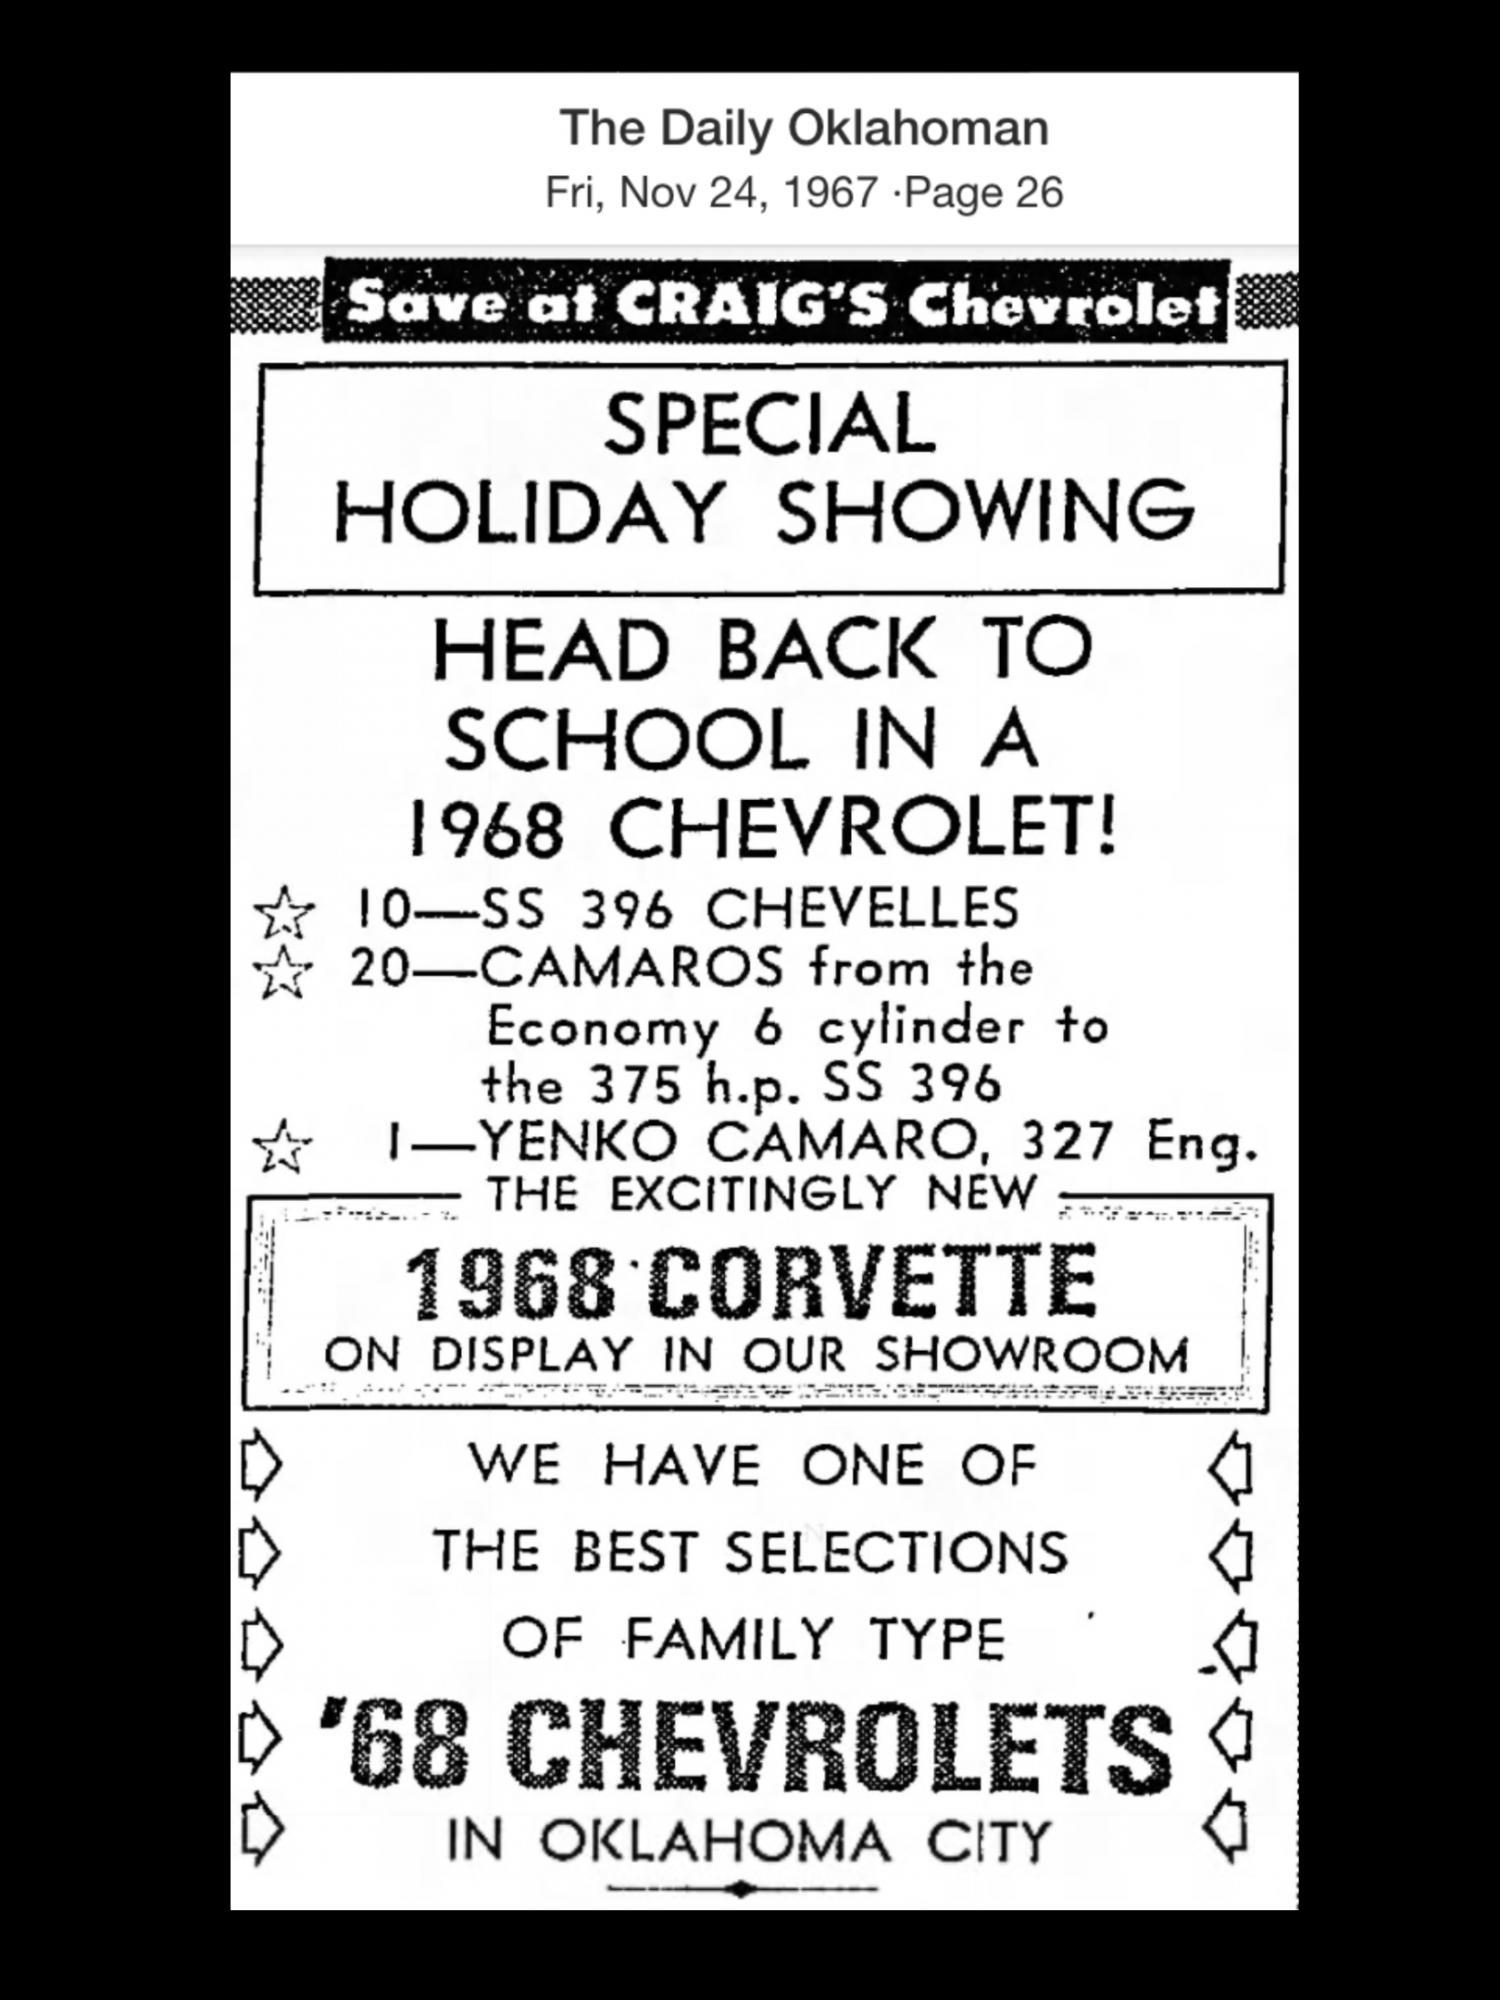 The Daily Oklahoman
Fri, Nov 24, 1967 ·Page 26
Save at CRAIG'S Chevrolet
SPECIAL
HOLIDAY SHOWING
HEAD BACK TO
SCHOOL IN A
1968 CHEVROLET!
☆ 10—SS 396 CHEVELLES
☆ 20—CAMAROS from the
Economy 6 cylinder to
the 375 h.p. SS 396
☆ 1—YENKO CAMARO, 327 Eng.
THE EXCITINGLY NEW
1968 CORVETTE
ON DISPLAY IN OUR SHOWROOM
WE HAVE ONE OF
THE BEST SELECTIONS
OF FAMILY TYPE
'68 CHEVROLETS
IN OKLAHOMA CITY